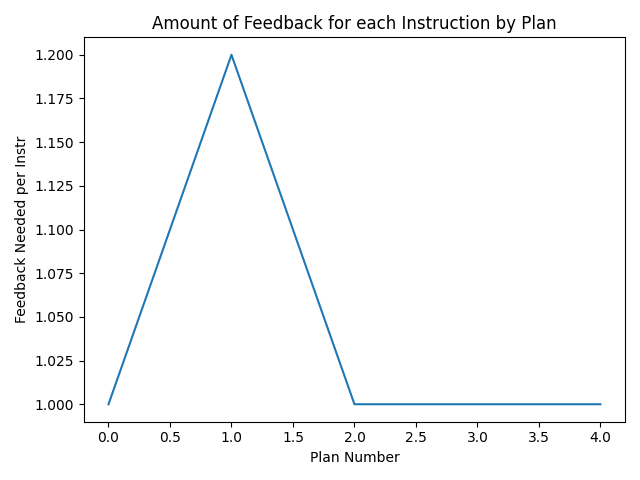 Amount of Feedback for each Instruction by Plan
Feedback Needed per Instr
1.200
1.175
1.150
1.125
1.100
1.075
1.050
1.025
1.000
0.0 0.5 1.0 1.5 2.0 2.5 3.0 3.5 4.0
Plan Number